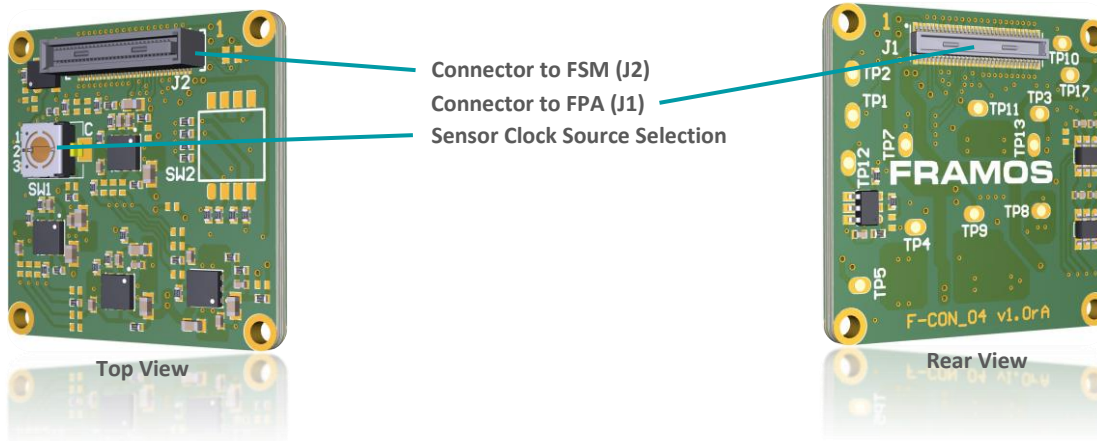 1
J2
1
2
3
C
SW1
SW2
Top View
Connector to FSM (J2)
Connector to FPA (J1)
Sensor Clock Source Selection
1
J1
TP10
TP2
TP17
TP1
TP11
TP3
TP7
TP13
TP12
FRAMOS
TP8
TP9
TP4
TP5
F-CON_04 v1.0rA
Rear View